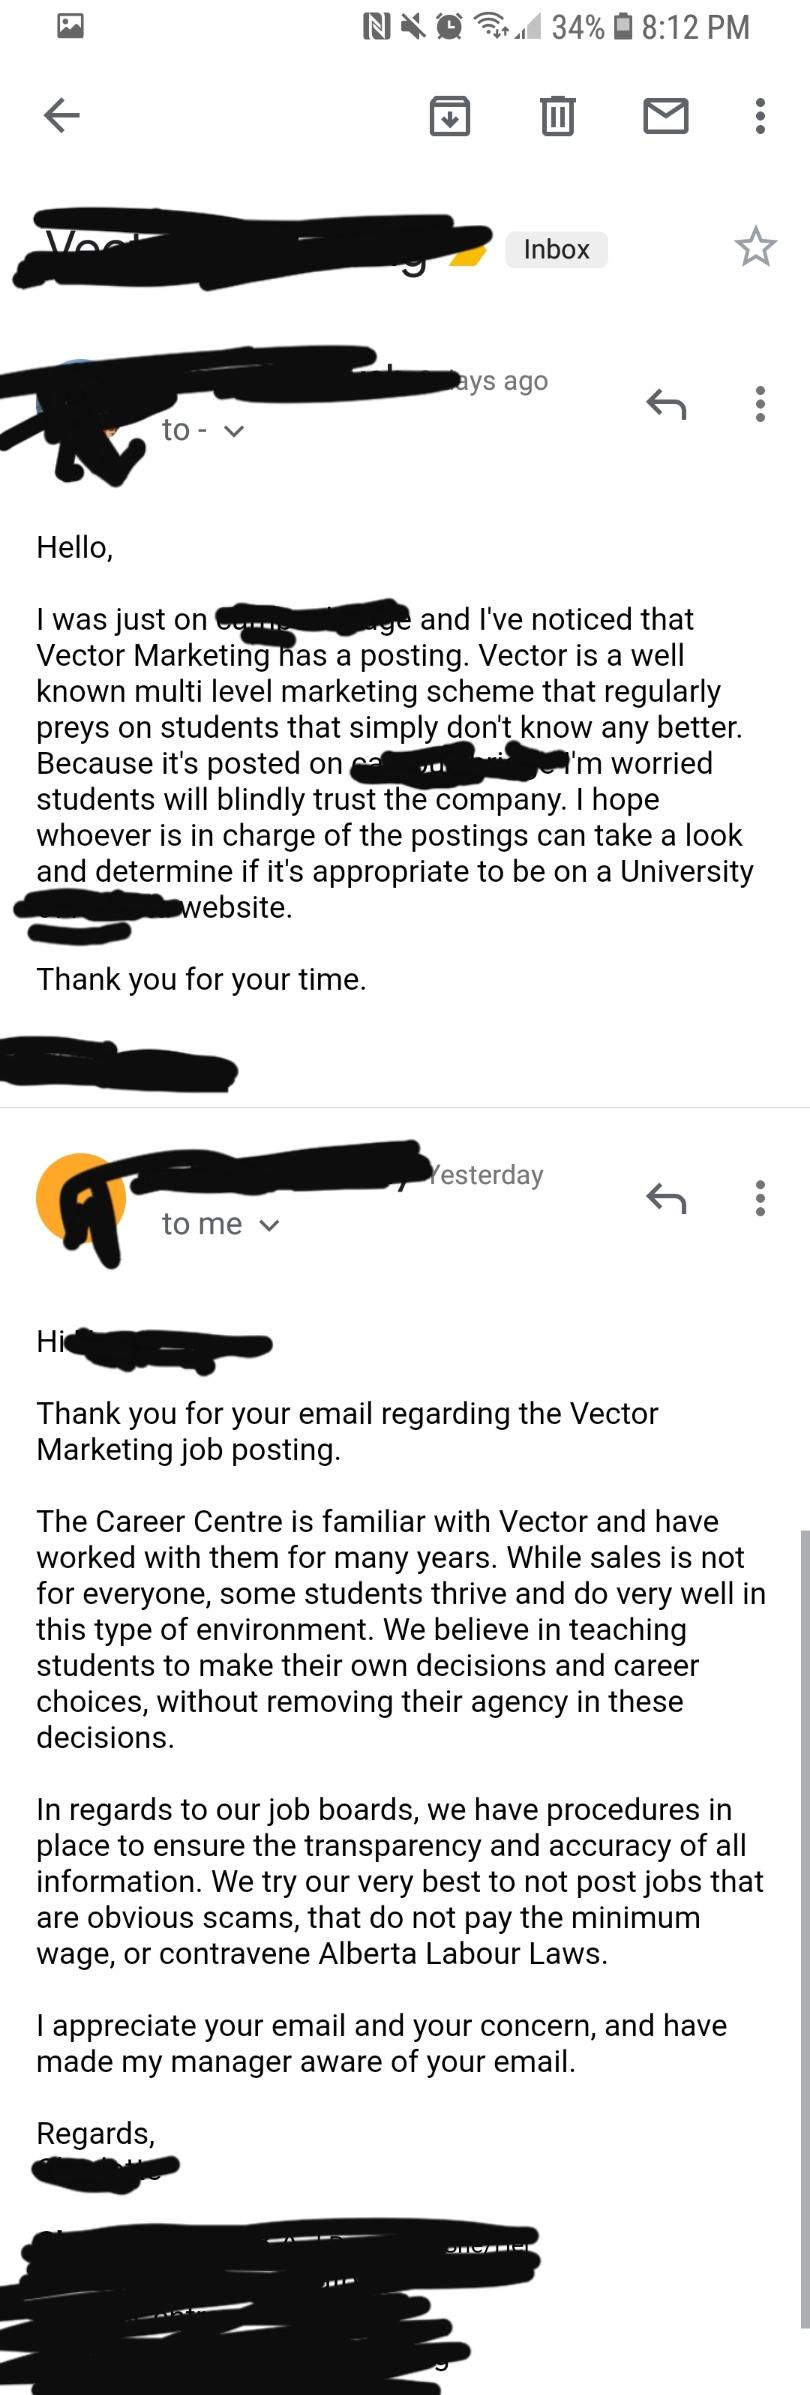 34% 8:12 PM
Inbox
ays ago
to -
Hello,
I was just on and I've noticed that
Vector Marketing has a posting. Vector is a well
known multi level marketing scheme that regularly
preys on students that simply don't know any better.
Because it's posted on I'm worried
students will blindly trust the company. I hope
whoever is in charge of the postings can take a look
and determine if it's appropriate to be on a University
website.
Thank you for your time.
Yesterday
to me
Hi
Thank you for your email regarding the Vector
Marketing job posting.
The Career Centre is familiar with Vector and have
worked with them for many years. While sales is not
for everyone, some students thrive and do very well in
this type of environment. We believe in teaching
students to make their own decisions and career
choices, without removing their agency in these
decisions.
In regards to our job boards, we have procedures in
place to ensure the transparency and accuracy of all
information. We try our very best to not post jobs that
are obvious scams, that do not pay the minimum
wage, or contravene Alberta Labour Laws.
I appreciate your email and your concern, and have
made my manager aware of your email.
Regards,